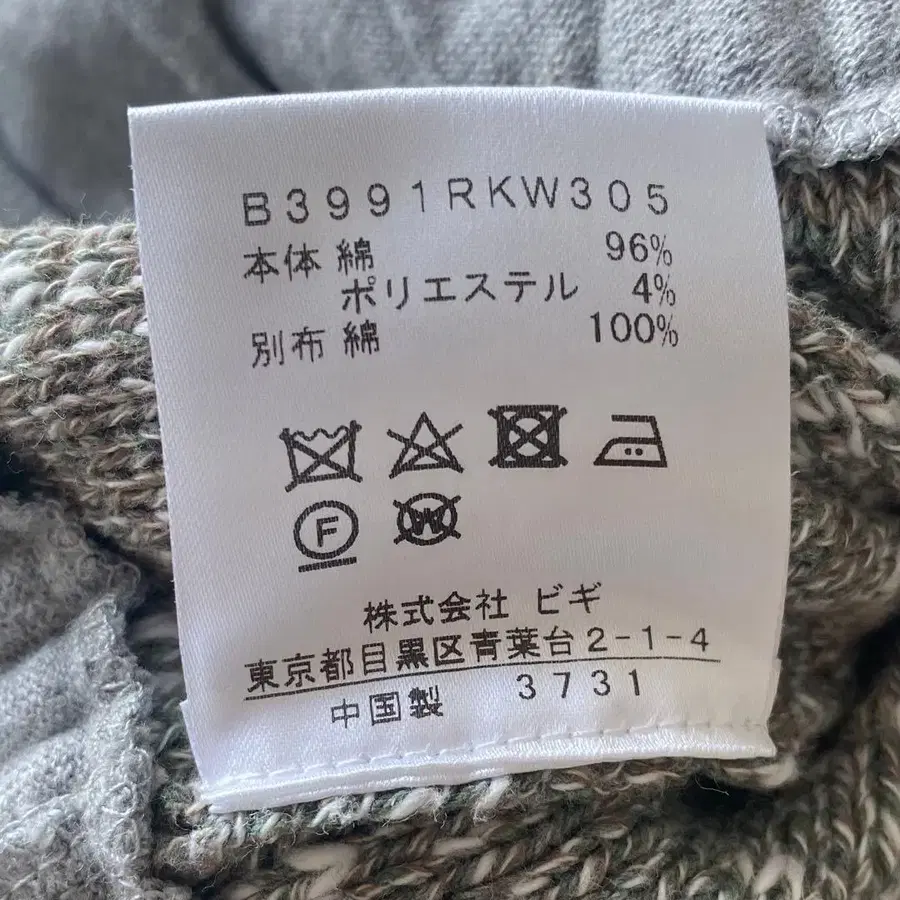 B3991RKW305
本体 綿 96%
ポリエステル 4%
別布 綿 100%
F W
株式会社 ビギ
東京都目黒区青葉台2-1-4
中国製 3731